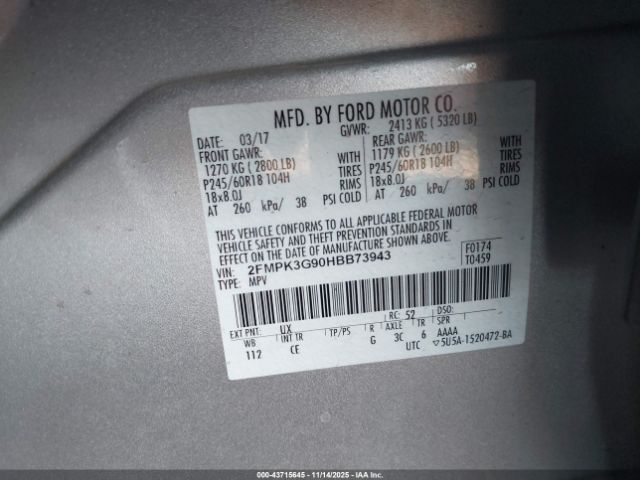 MFD. BY FORD MOTOR CO.
DATE: 03/17 GVWR: 2413 KG ( 5320 LB)
FRONT GAWR: REAR GAWR:
1270 KG ( 2800 LB) WITH 1179 KG ( 2600 LB) WITH
P245/60R18 104H TIRES P245/60R18 104H TIRES
18x8.0J RIMS 18x8.0J RIMS
AT 260 kPa/ 38 PSI COLD AT 260 kPa/ 38 PSI COLD
THIS VEHICLE CONFORMS TO ALL APPLICABLE FEDERAL MOTOR
VEHICLE SAFETY AND THEFT PREVENTION STANDARDS IN
EFFECT ON THE DATE OF MANUFACTURE SHOWN ABOVE.
VIN: 2FMPK3G90HBB73943 F0174
TYPE: MPV T0459
EXT PNT: UX RC: 52 DSO:
WB INT TR TP/PS R AXLE TR SPR
112 CE G 3C 6 AAAA
UTC ▽5U5A-1520472-BA
© - 43715645 - 11/14/2025 - IAAI.COM